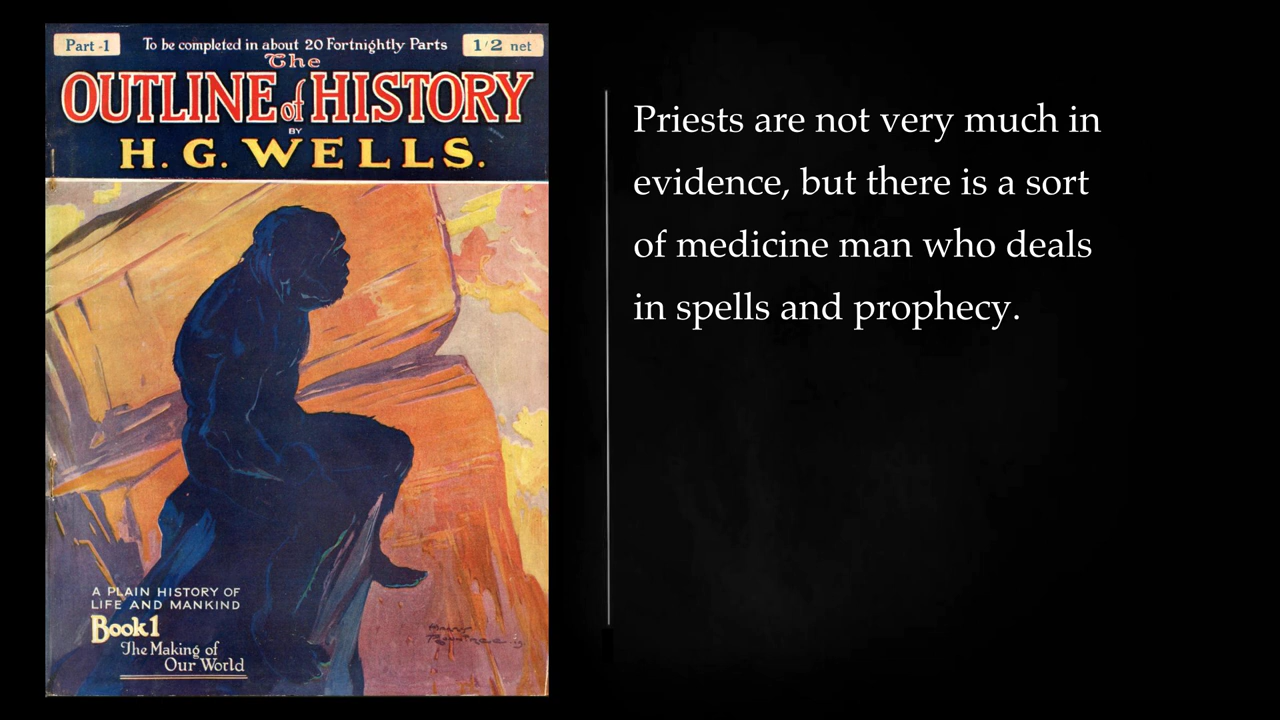 Part -1
To be completed in about 20 Fortnightly Parts
1/2 net
The
OUTLINE of HISTORY
BY
H. G. WELLS.
A PLAIN HISTORY OF
LIFE AND MANKIND
Book 1
The Making of
Our World
Priests are not very much in
evidence, but there is a sort
of medicine man who deals
in spells and prophecy.